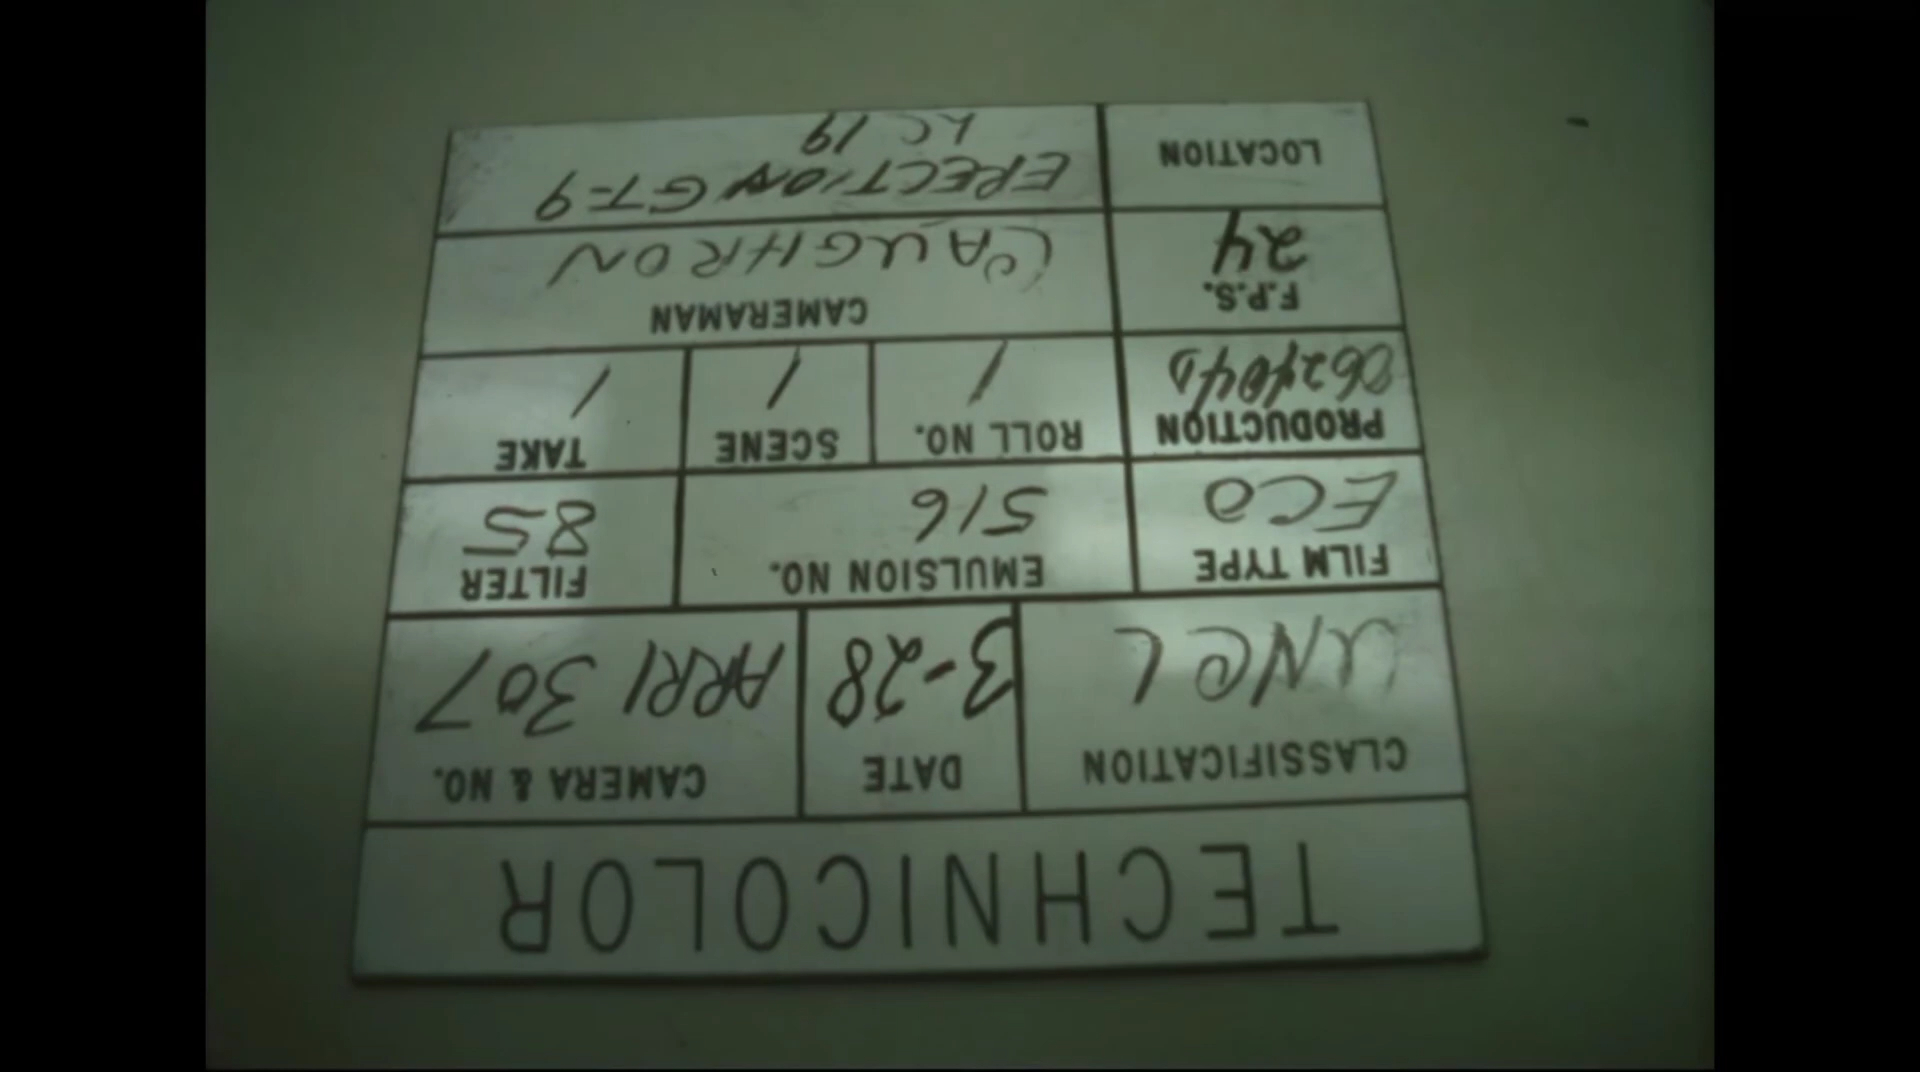 TECHNICOLOR
CLASSIFICATION DATE CAMERA & NO.
UNCL 3-28 ARRI 307
FILM TYPE EMULSION NO. FILTER
ECO 516 85
PRODUCTION ROLL NO. SCENE TAKE
1 1 1
F.P.S. CAMERAMAN
24 CAUGHRON
LOCATION ERECTION GT-9
LC 19